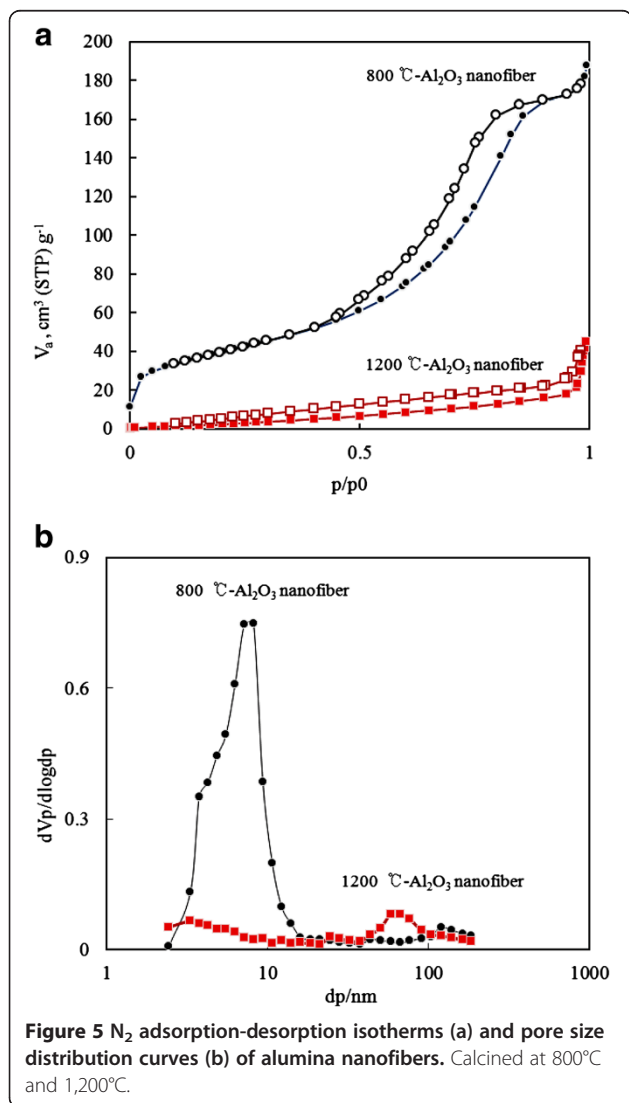 a
200
180
160
140
120
100
80
60
40
20
0
Vₐ, cm³ (STP) g⁻¹
800 ℃-Al₂O₃ nanofiber
1200 ℃-Al₂O₃ nanofiber
0 0.5 1
p/p0
b
0.9
0.6
0.3
0
dVp/dlogdp
800 ℃-Al₂O₃ nanofiber
1200 ℃-Al₂O₃ nanofiber
1 10 100 1000
dp/nm
Figure 5 N₂ adsorption-desorption isotherms (a) and pore size
distribution curves (b) of alumina nanofibers. Calcined at 800°C
and 1,200°C.